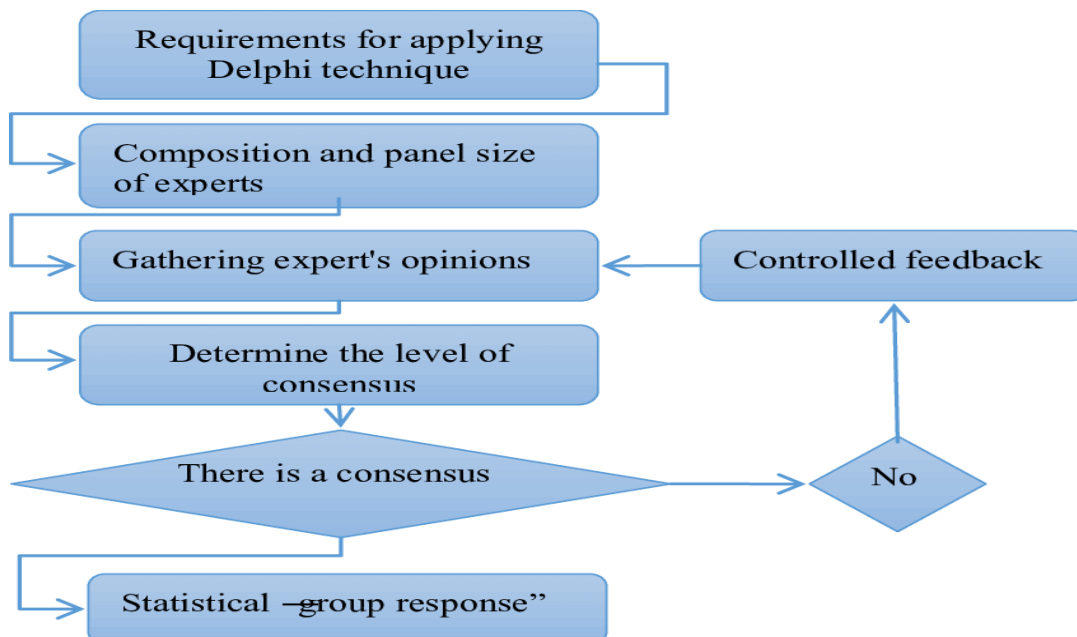 Requirements for applying
Delphi technique
Composition and panel size
of experts
Gathering expert's opinions
Controlled feedback
Determine the level of
consensus
There is a consensus
No
Statistical ―group response”